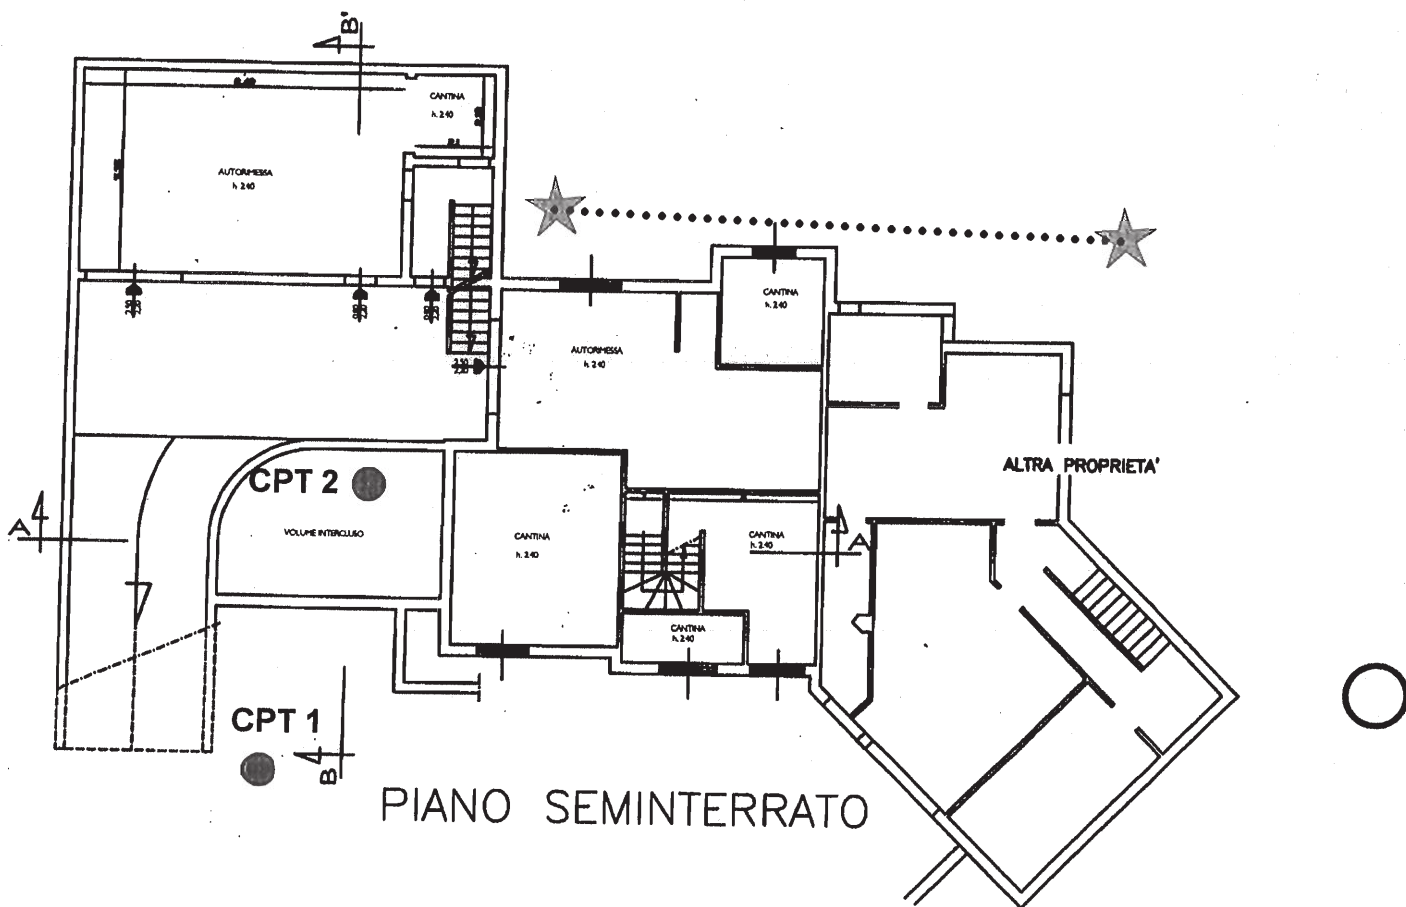 B'
CANTINA
h. 2.40
AUTORIMESSA
h. 2.40
CANTINA
h. 2.40
AUTORIMESSA
h. 2.40
ALTRA PROPRIETA'
CPT 2
VOLUME INTERCLUSO
CANTINA
h. 2.40
CANTINA
h. 2.40
A
A
CANTINA
h. 2.40
CPT 1
B
PIANO SEMINTERRATO